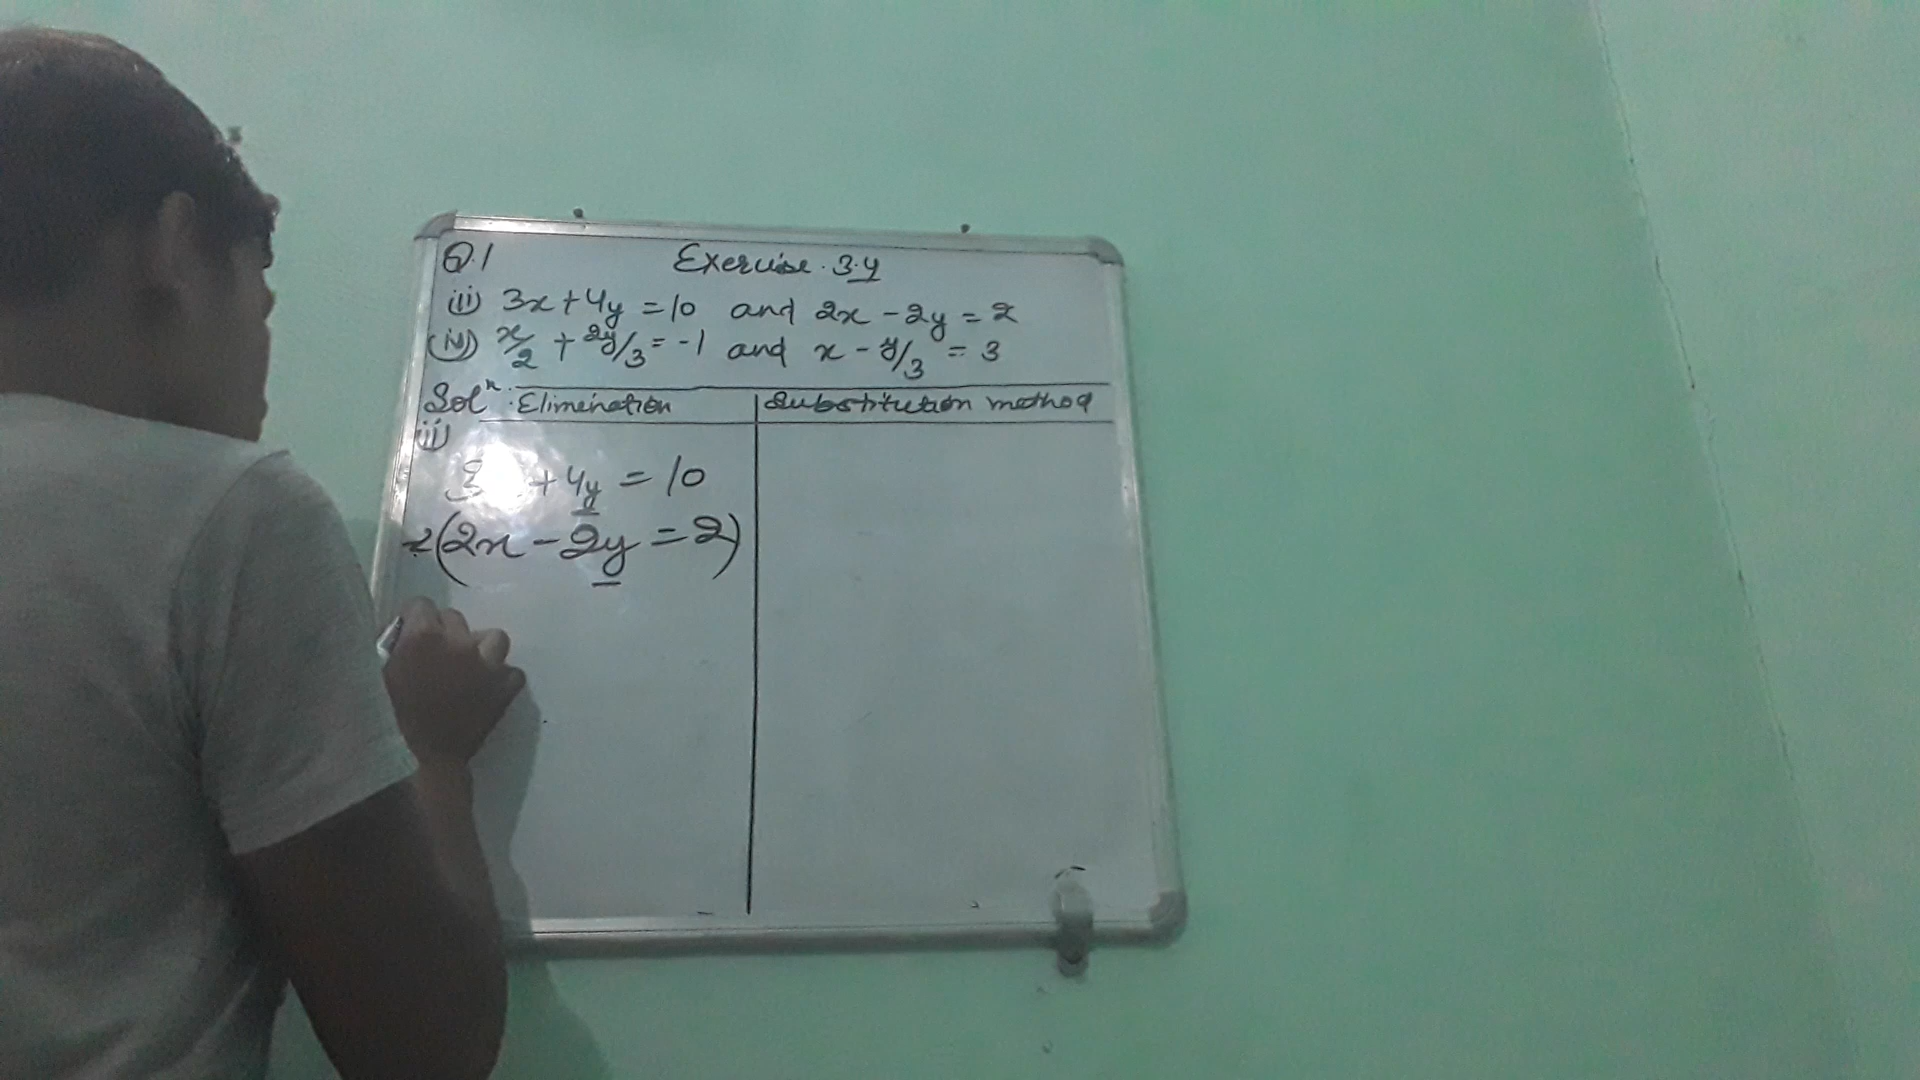 Q.1 Exercise. 3.4
(ii) 3x + 4y = 10 and 2x - 2y = 2
(iv) x/2 + 2y/3 = -1 and x - y/3 = 3
Solⁿ. Elimination Substitution method
(ii)
3 + 4y = 10
2(2x - 2y = 2)